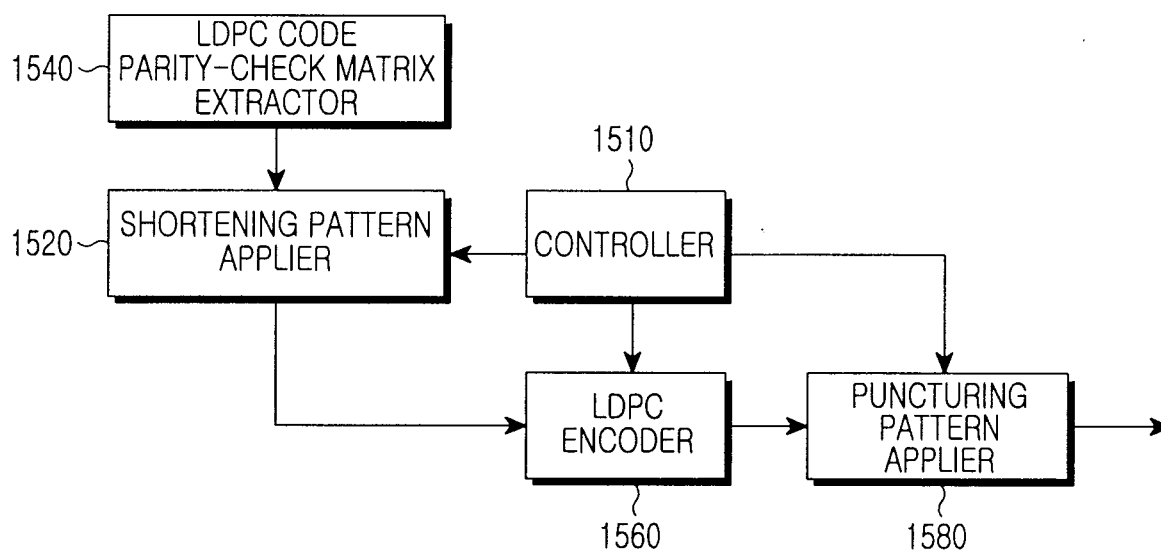 LDPC CODE
PARITY-CHECK MATRIX
EXTRACTOR
1540
1510
SHORTENING PATTERN
APPLIER
1520
CONTROLLER
LDPC
ENCODER
PUNCTURING
PATTERN
APPLIER
1560
1580